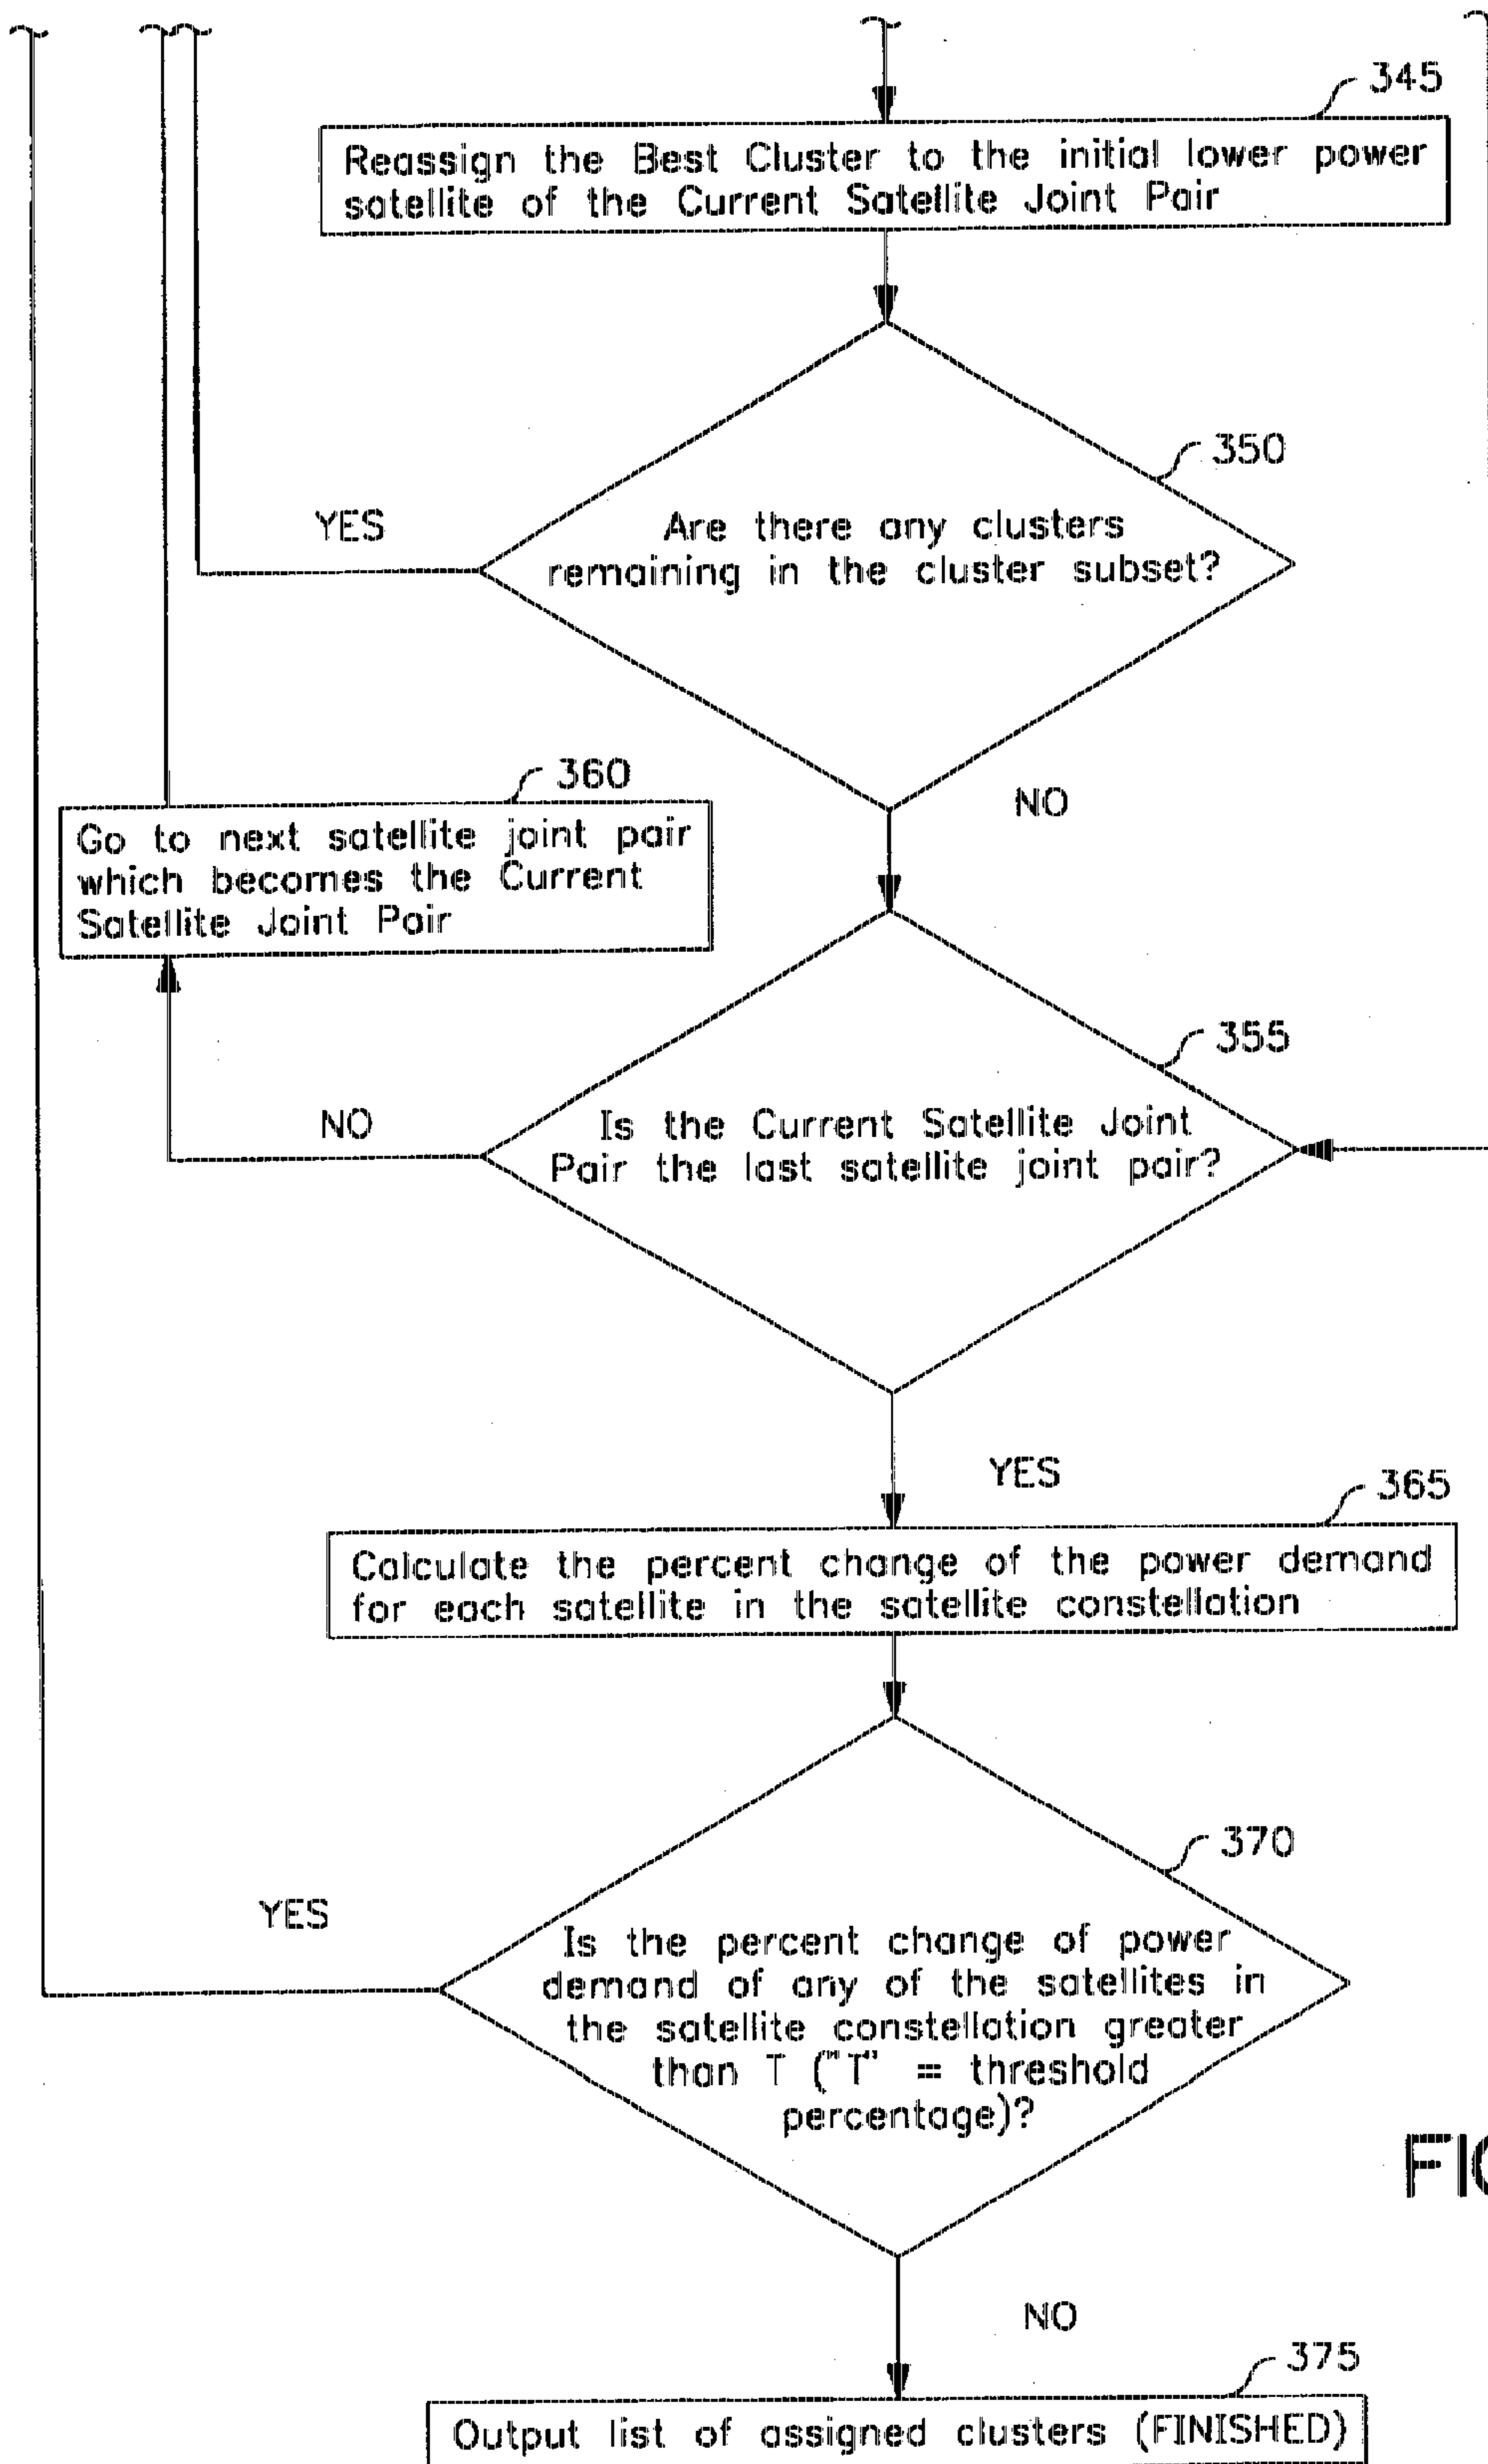 345
Reassign the Best Cluster to the initial lower power
satellite of the Current Satellite Joint Pair
350
YES
Are there any clusters
remaining in the cluster subset?
360
NO
Go to next satellite joint pair
which becomes the Current
Satellite Joint Pair
355
NO
Is the Current Satellite Joint
Pair the last satellite joint pair?
YES
365
Calculate the percent change of the power demand
for each satellite in the satellite constellation
370
YES
Is the percent change of power
demand of any of the satellites in
the satellite constellation greater
than T ("T" = threshold
percentage)?
NO
375
Output list of assigned clusters (FINISHED)